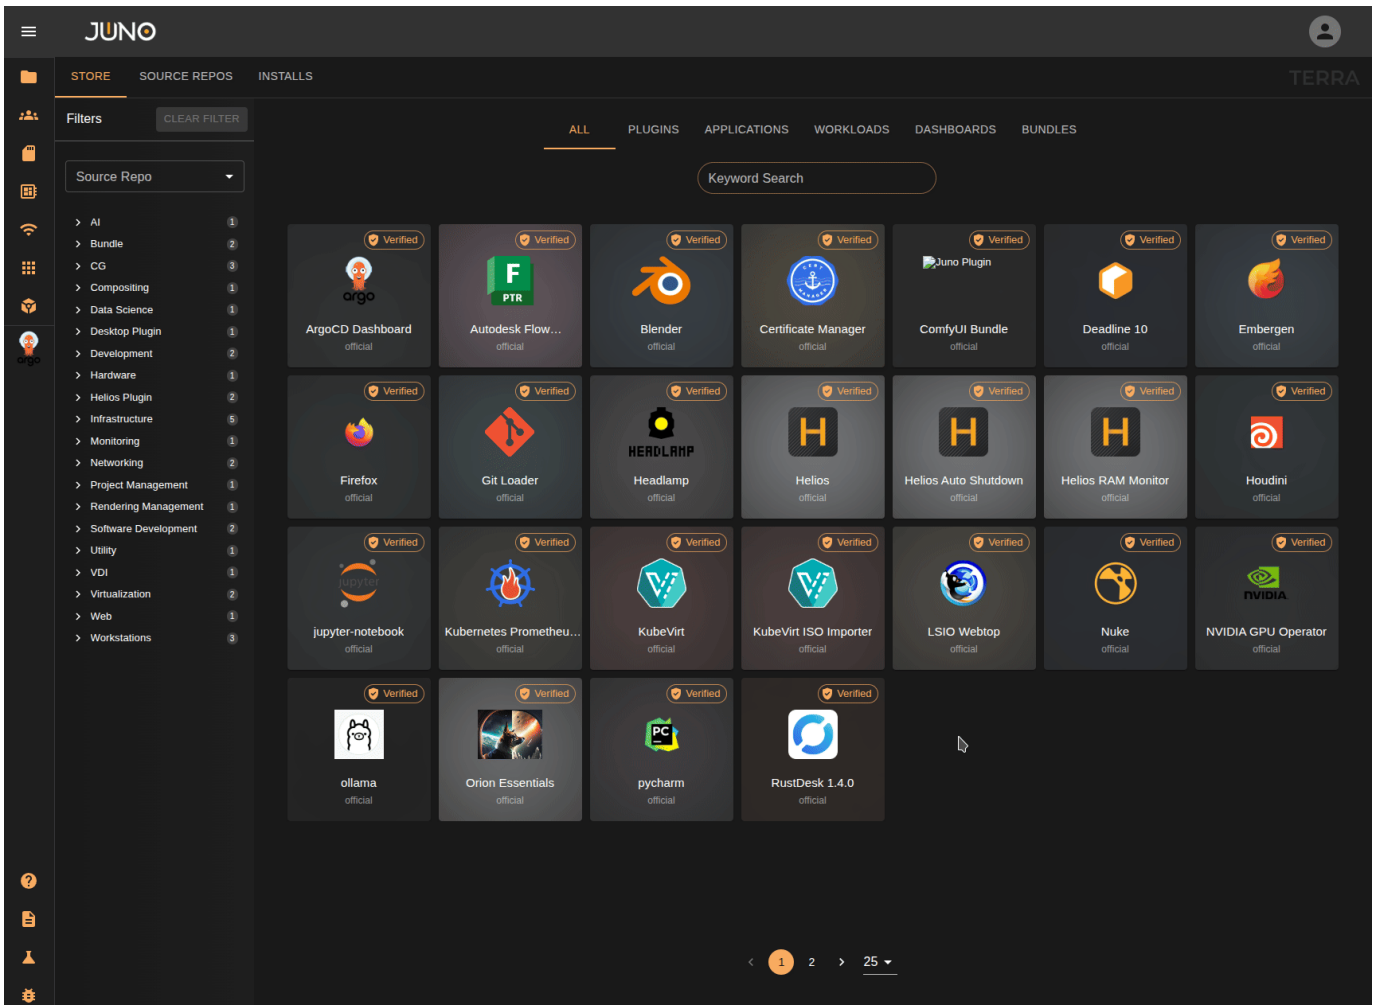 JUNO
STORE SOURCE REPOS INSTALLS
TERRA
Filters
CLEAR FILTER
Source Repo
AI 1
Bundle 2
CG 3
Compositing 1
Data Science 1
Desktop Plugin 1
Development 2
Hardware 1
Helios Plugin 2
Infrastructure 5
Monitoring 1
Networking 2
Project Management 1
Rendering Management 1
Software Development 2
Utility 1
VDI 1
Virtualization 2
Web 1
Workstations 3
argo
ALL PLUGINS APPLICATIONS WORKLOADS DASHBOARDS BUNDLES
Keyword Search
Verified
argo
ArgoCD Dashboard
official
Verified
F
PTR
Autodesk Flow...
official
Verified
Blender
official
Verified
CERT
MANAGER
Certificate Manager
official
Verified
Juno Plugin
ComfyUI Bundle
official
Verified
Deadline 10
official
Verified
Embergen
official
Verified
Firefox
official
Verified
Git Loader
official
Verified
HEADLAMP
Headlamp
official
Verified
H
Helios
official
Verified
H
Helios Auto Shutdown
official
Verified
H
Helios RAM Monitor
official
Verified
Houdini
official
Verified
jupyter
jupyter-notebook
official
Verified
Kubernetes Prometheu...
official
Verified
KubeVirt
official
Verified
KubeVirt ISO Importer
official
Verified
LSIO Webtop
official
Verified
Nuke
official
Verified
NVIDIA
NVIDIA GPU Operator
official
Verified
ollama
official
Verified
Orion Essentials
official
Verified
PC
pycharm
official
Verified
RustDesk 1.4.0
official
1 2 25